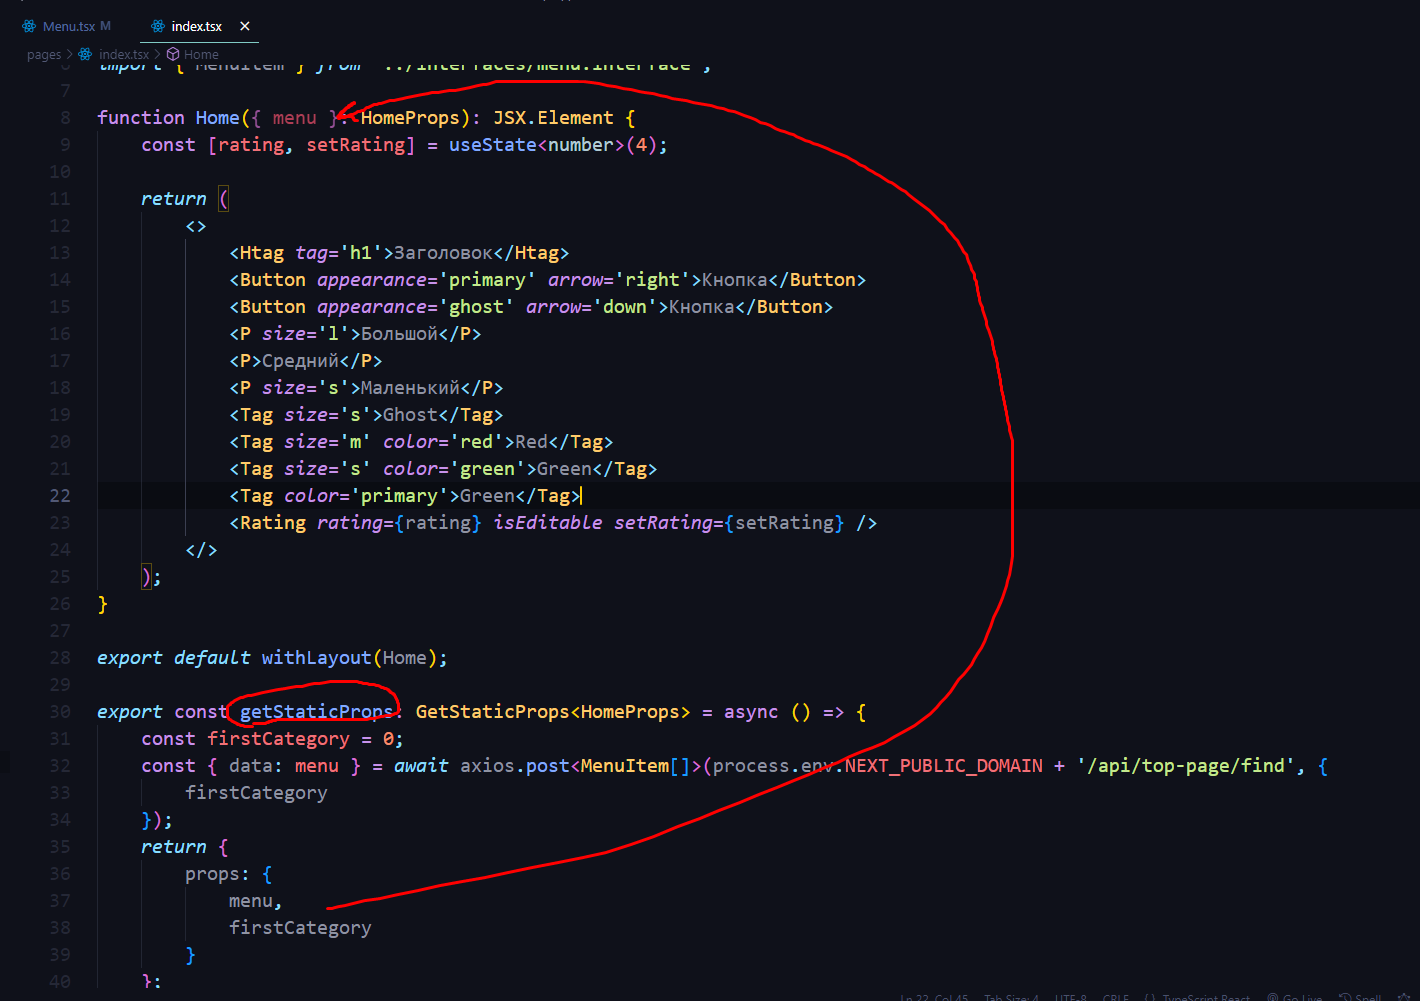 Menu.tsx M index.tsx ×
pages > index.tsx > Home
6 import { MenuItem } from '../interfaces/menu.interface';
7
8 function Home({ menu }: HomeProps): JSX.Element {
9 const [rating, setRating] = useState<number>(4);
10
11 return (
12 <>
13 <Htag tag='h1'>Заголовок</Htag>
14 <Button appearance='primary' arrow='right'>Кнопка</Button>
15 <Button appearance='ghost' arrow='down'>Кнопка</Button>
16 <P size='l'>Большой</P>
17 <P>Средний</P>
18 <P size='s'>Маленький</P>
19 <Tag size='s'>Ghost</Tag>
20 <Tag size='m' color='red'>Red</Tag>
21 <Tag size='s' color='green'>Green</Tag>
22 <Tag color='primary'>Green</Tag>
23 <Rating rating={rating} isEditable setRating={setRating} />
24 </>
25 );
26 }
27
28 export default withLayout(Home);
29
30 export const getStaticProps: GetStaticProps<HomeProps> = async () => {
31 const firstCategory = 0;
32 const { data: menu } = await axios.post<MenuItem[]>(process.env.NEXT_PUBLIC_DOMAIN + '/api/top-page/find', {
33 firstCategory
34 });
35 return {
36 props: {
37 menu,
38 firstCategory
39 }
40 };
Ln 22, Col 45 Tab Size: 4 UTF-8 CRLF {} TypeScript React Go Live Spell